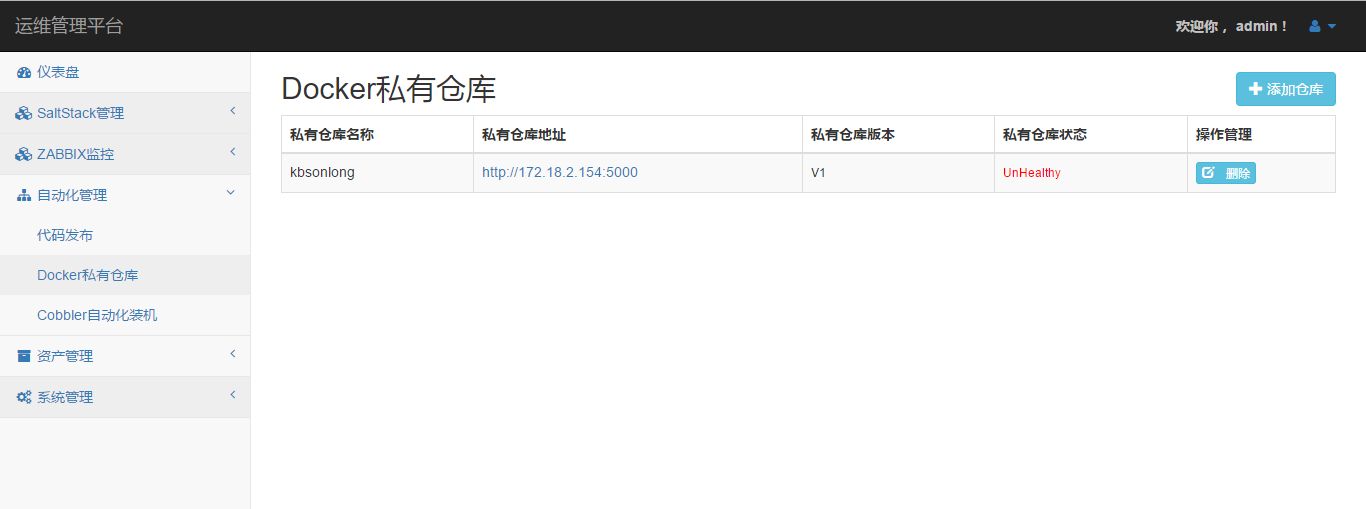 运维管理平台
欢迎你， admin！
仪表盘
SaltStack管理
ZABBIX监控
自动化管理
代码发布
Docker私有仓库
Cobbler自动化装机
资产管理
系统管理
Docker私有仓库
添加仓库
私有仓库名称 私有仓库地址 私有仓库版本 私有仓库状态 操作管理
kbsonlong http://172.18.2.154:5000 V1 UnHealthy 删除